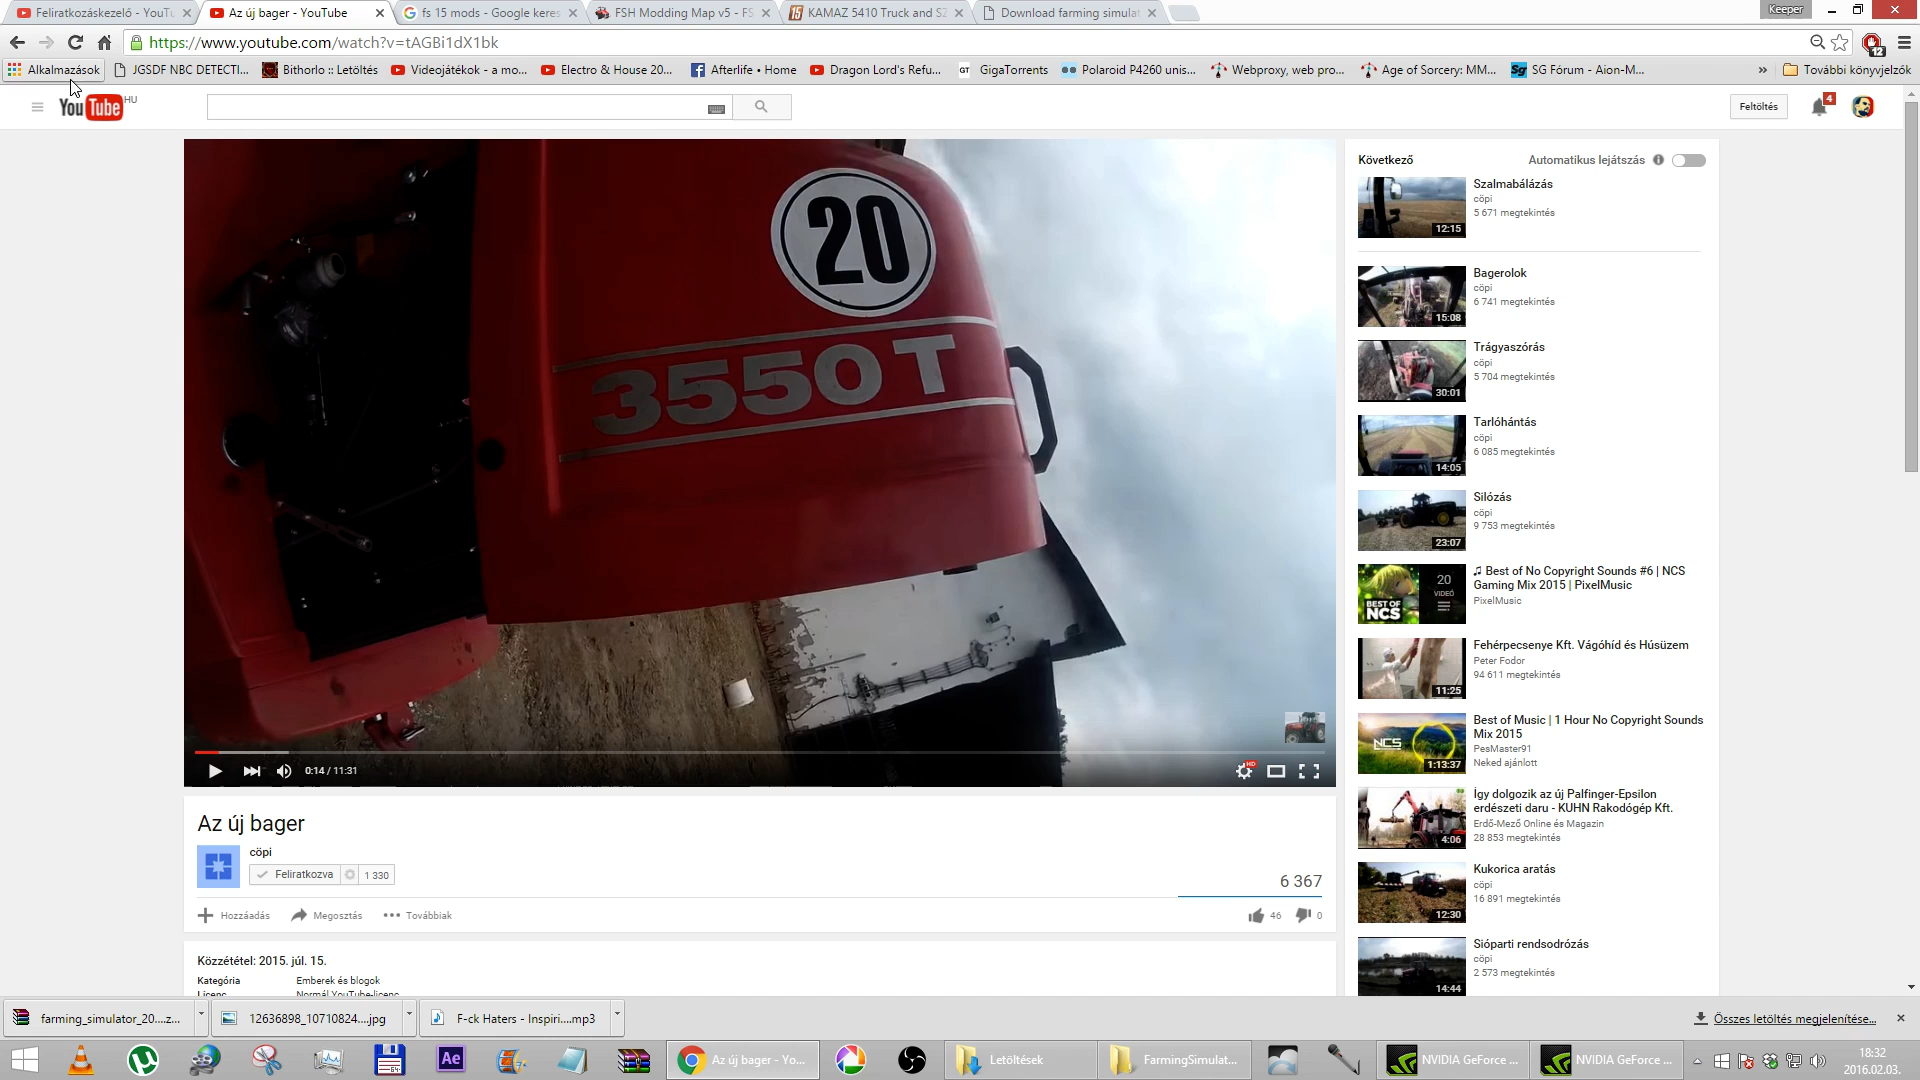 Feliratkozáskezelő - YouTu
Az új bager - YouTube
fs 15 mods - Google keres
FSH Modding Map v5 - FS
KAMAZ 5410 Truck and SZ
Download farming simulat
Keeper
https://www.youtube.com/watch?v=tAGBi1dX1bk
12
Alkalmazások
JGSDF NBC DETECTI...
Bithorlo :: Letöltés
Videojátékok - a mo...
Electro & House 20...
Afterlife • Home
Dragon Lord's Refu...
GT GigaTorrents
Polaroid P4260 unis...
Webproxy, web pro...
Age of Sorcery: MM...
Sg SG Fórum - Aion-M...
»
További könyvjelzők
YouTube HU
Feltöltés
4
20
3550 T
0:14 / 11:31
HD
Az új bager
cöpi
Feliratkozva
1 330
6 367
Hozzáadás
Megosztás
Továbbiak
46
0
Közzététel: 2015. júl. 15.
Kategória
Emberek és blogok
Licenc
Normál YouTube-licenc
Következő
Automatikus lejátszás
12:15
Szalmabálázás
cöpi
5 671 megtekintés
15:08
Bagerolok
cöpi
6 741 megtekintés
30:01
Trágyaszórás
cöpi
5 704 megtekintés
14:05
Tarlóhántás
cöpi
6 085 megtekintés
23:07
Silózás
cöpi
9 753 megtekintés
BEST OF
NCS
20
VIDEÓ
♫ Best of No Copyright Sounds #6 | NCS
Gaming Mix 2015 | PixelMusic
PixelMusic
11:25
Fehérpecsenye Kft. Vágóhíd és Húsüzem
Peter Fodor
94 611 megtekintés
NCS
1:13:37
Best of Music | 1 Hour No Copyright Sounds
Mix 2015
PesMaster91
Neked ajánlott
4:06
Így dolgozik az új Palfinger-Epsilon
erdészeti daru - KUHN Rakodógép Kft.
Erdő-Mező Online és Magazin
28 853 megtekintés
12:30
Kukorica aratás
cöpi
16 891 megtekintés
14:44
Sióparti rendsodrózás
cöpi
2 573 megtekintés
farming_simulator_20....z...
12636898_10710824....jpg
F-ck Haters - Inspiri....mp3
Összes letöltés megjelenítése...
Ae
Az új bager - Yo...
Letöltések
FarmingSimulat...
NVIDIA GeForce ...
NVIDIA GeForce ...
18:32
2016.02.03.